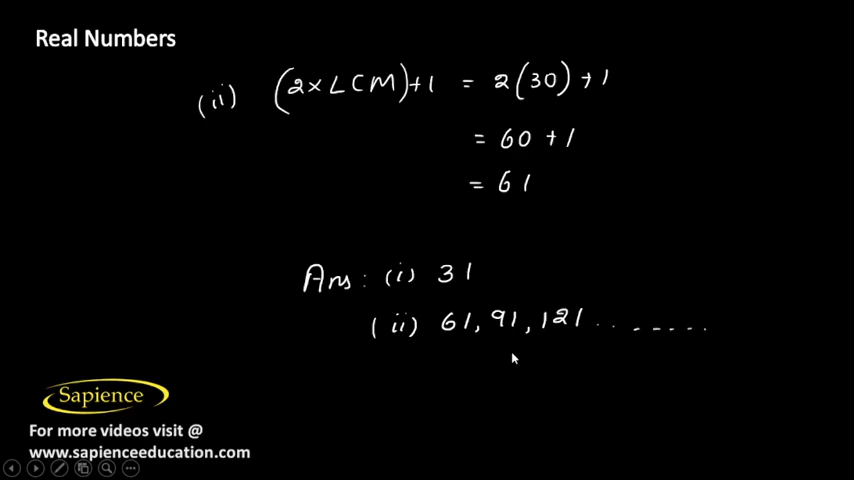 Real Numbers
(ii) (2×LCM)+1 = 2(30)+1
= 60 + 1
= 61
Ans: (i) 31
(ii) 61, 91, 121 .........
Sapience
For more videos visit @
www.sapienceeducation.com